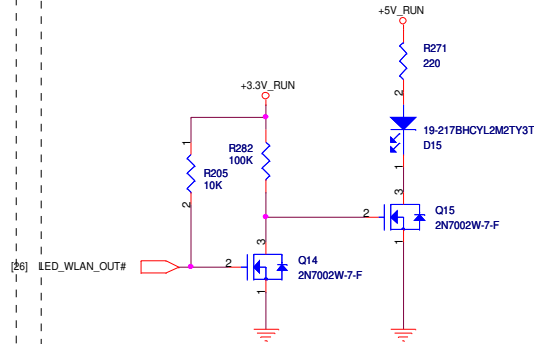 +5V_RUN
R271
220
2
+3.3V_RUN
1
R282
100K
R205
10K
2
19-217BHCYL2M2TY3T
D15
1
3
2
Q15
2N7002W-7-F
1
3
[26] LED_WLAN_OUT#
2
Q14
2N7002W-7-F
1